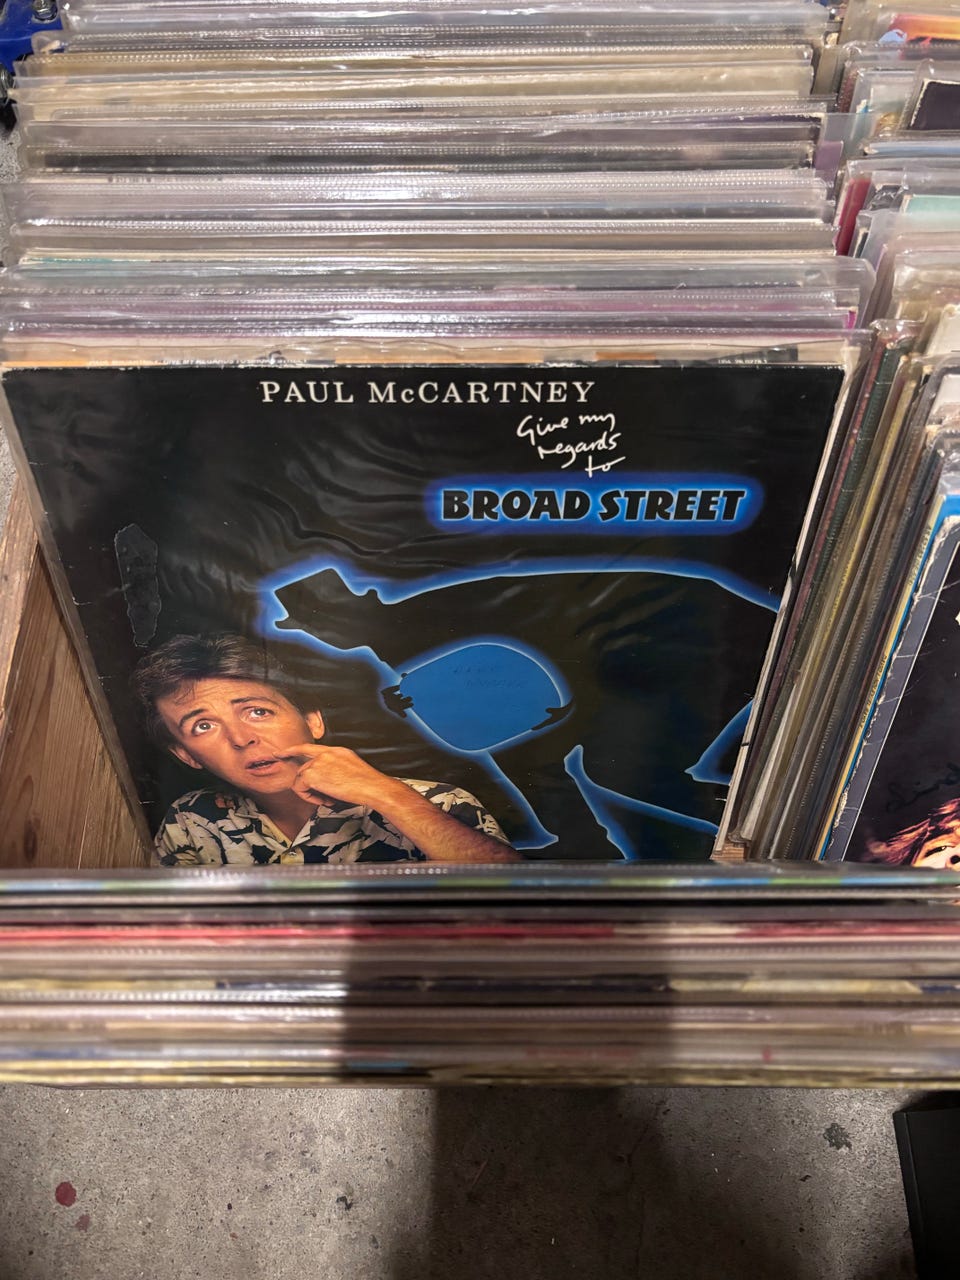 PAUL McCARTNEY
Give my
regards
to
BROAD STREET